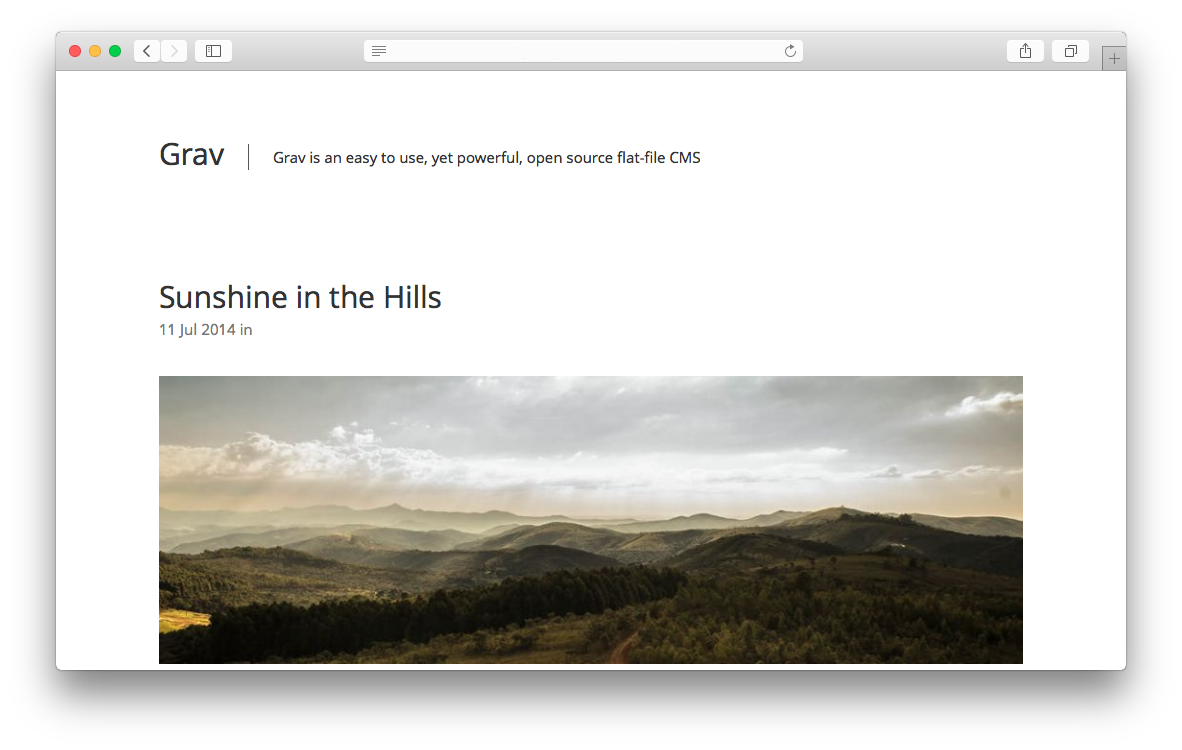 Grav
Grav is an easy to use, yet powerful, open source flat-file CMS
Sunshine in the Hills
11 Jul 2014 in